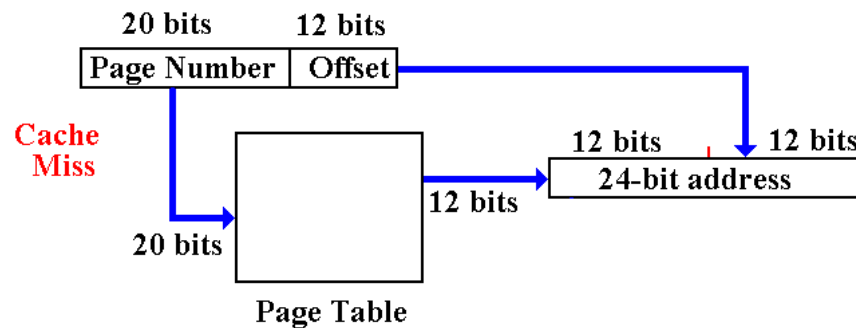 20 bits 12 bits
Page Number Offset
Cache
Miss
12 bits 12 bits
24-bit address
12 bits
20 bits
Page Table